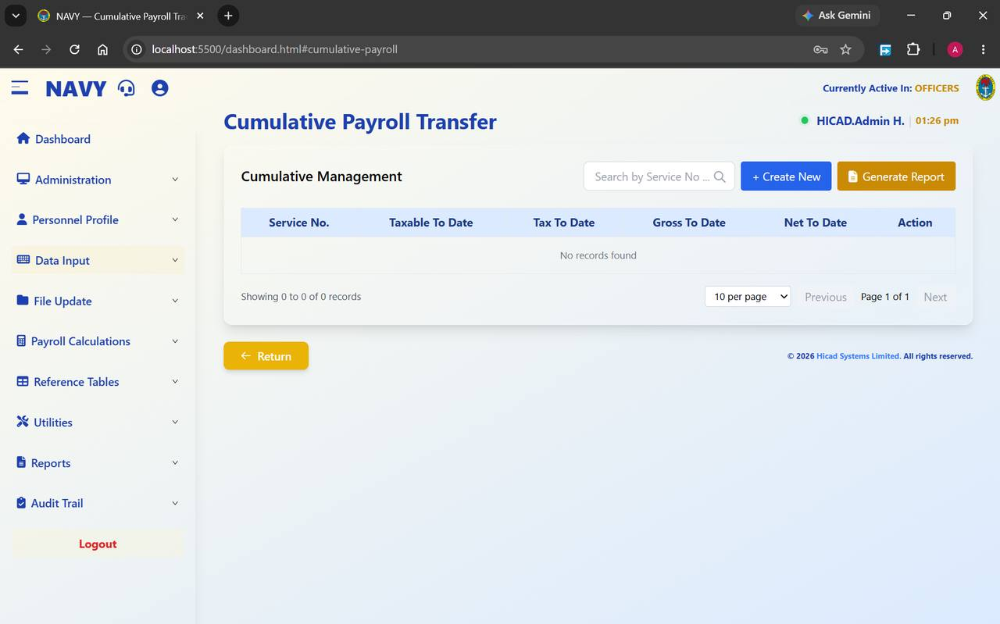 NAVY — Cumulative Payroll Tra
Ask Gemini
localhost:5500/dashboard.html#cumulative-payroll
A
NAVY
Currently Active In: OFFICERS
Cumulative Payroll Transfer
HICAD.Admin H. | 01:26 pm
Dashboard
Administration
Personnel Profile
Data Input
File Update
Payroll Calculations
Reference Tables
Utilities
Reports
Audit Trail
Logout
Cumulative Management
Search by Service No ...
+ Create New
Generate Report
Service No. Taxable To Date Tax To Date Gross To Date Net To Date Action
No records found
Showing 0 to 0 of 0 records
10 per page
Previous
Page 1 of 1
Next
Return
© 2026 Hicad Systems Limited. All rights reserved.